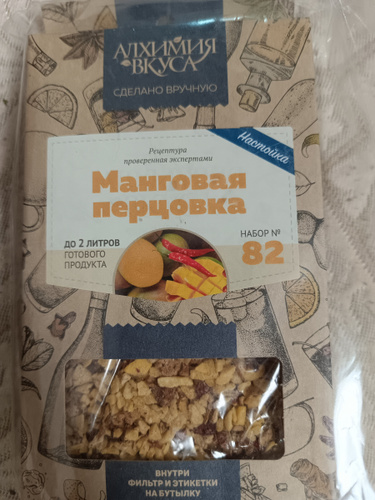 АЛХИМИЯ
ВКУСА
СДЕЛАНО ВРУЧНУЮ
Настойка
Рецептура
проверенная экспертами
Манговая
перцовка
ДО 2 ЛИТРОВ
ГОТОВОГО
ПРОДУКТА
НАБОР №
82
ВНУТРИ
ФИЛЬТР И ЭТИКЕТКИ
НА БУТЫЛКУ